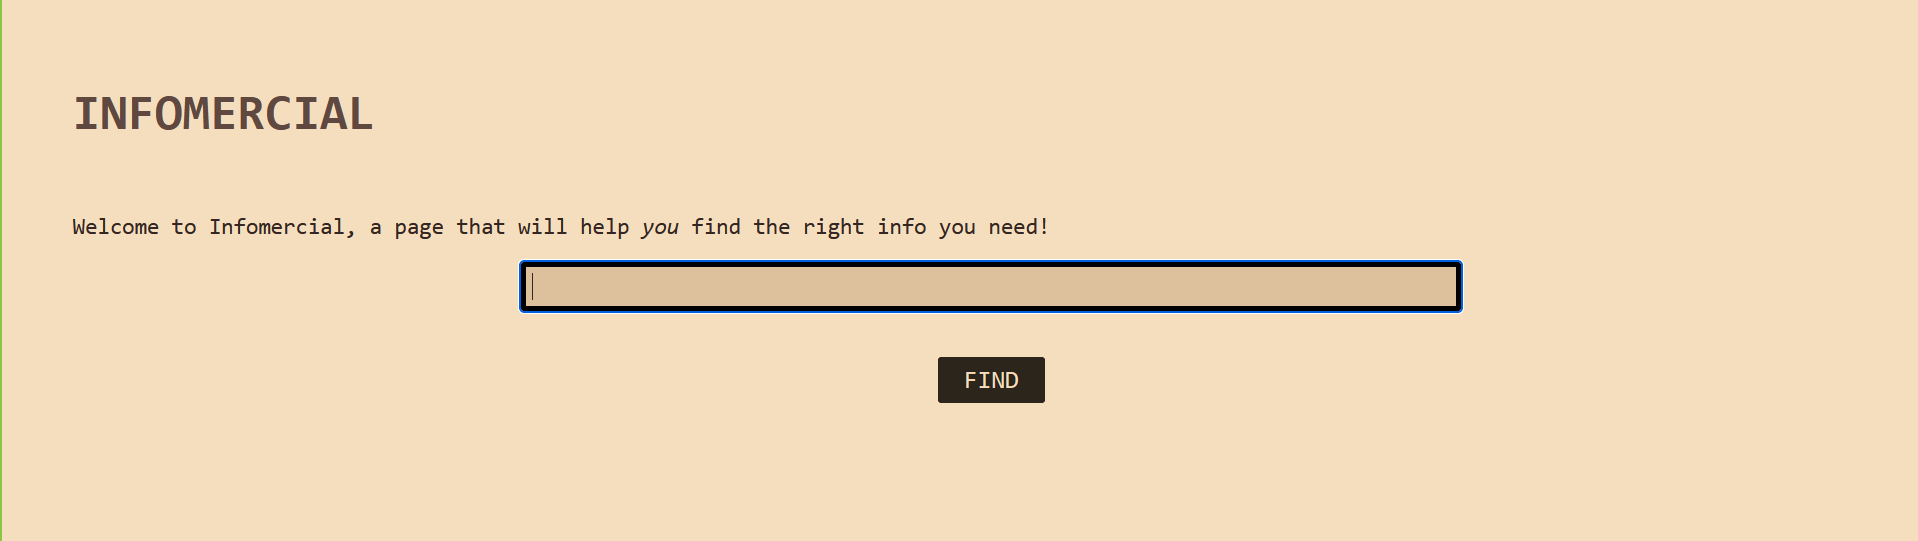 INFOMERCIAL
Welcome to Infomercial, a page that will help you find the right info you need!
FIND